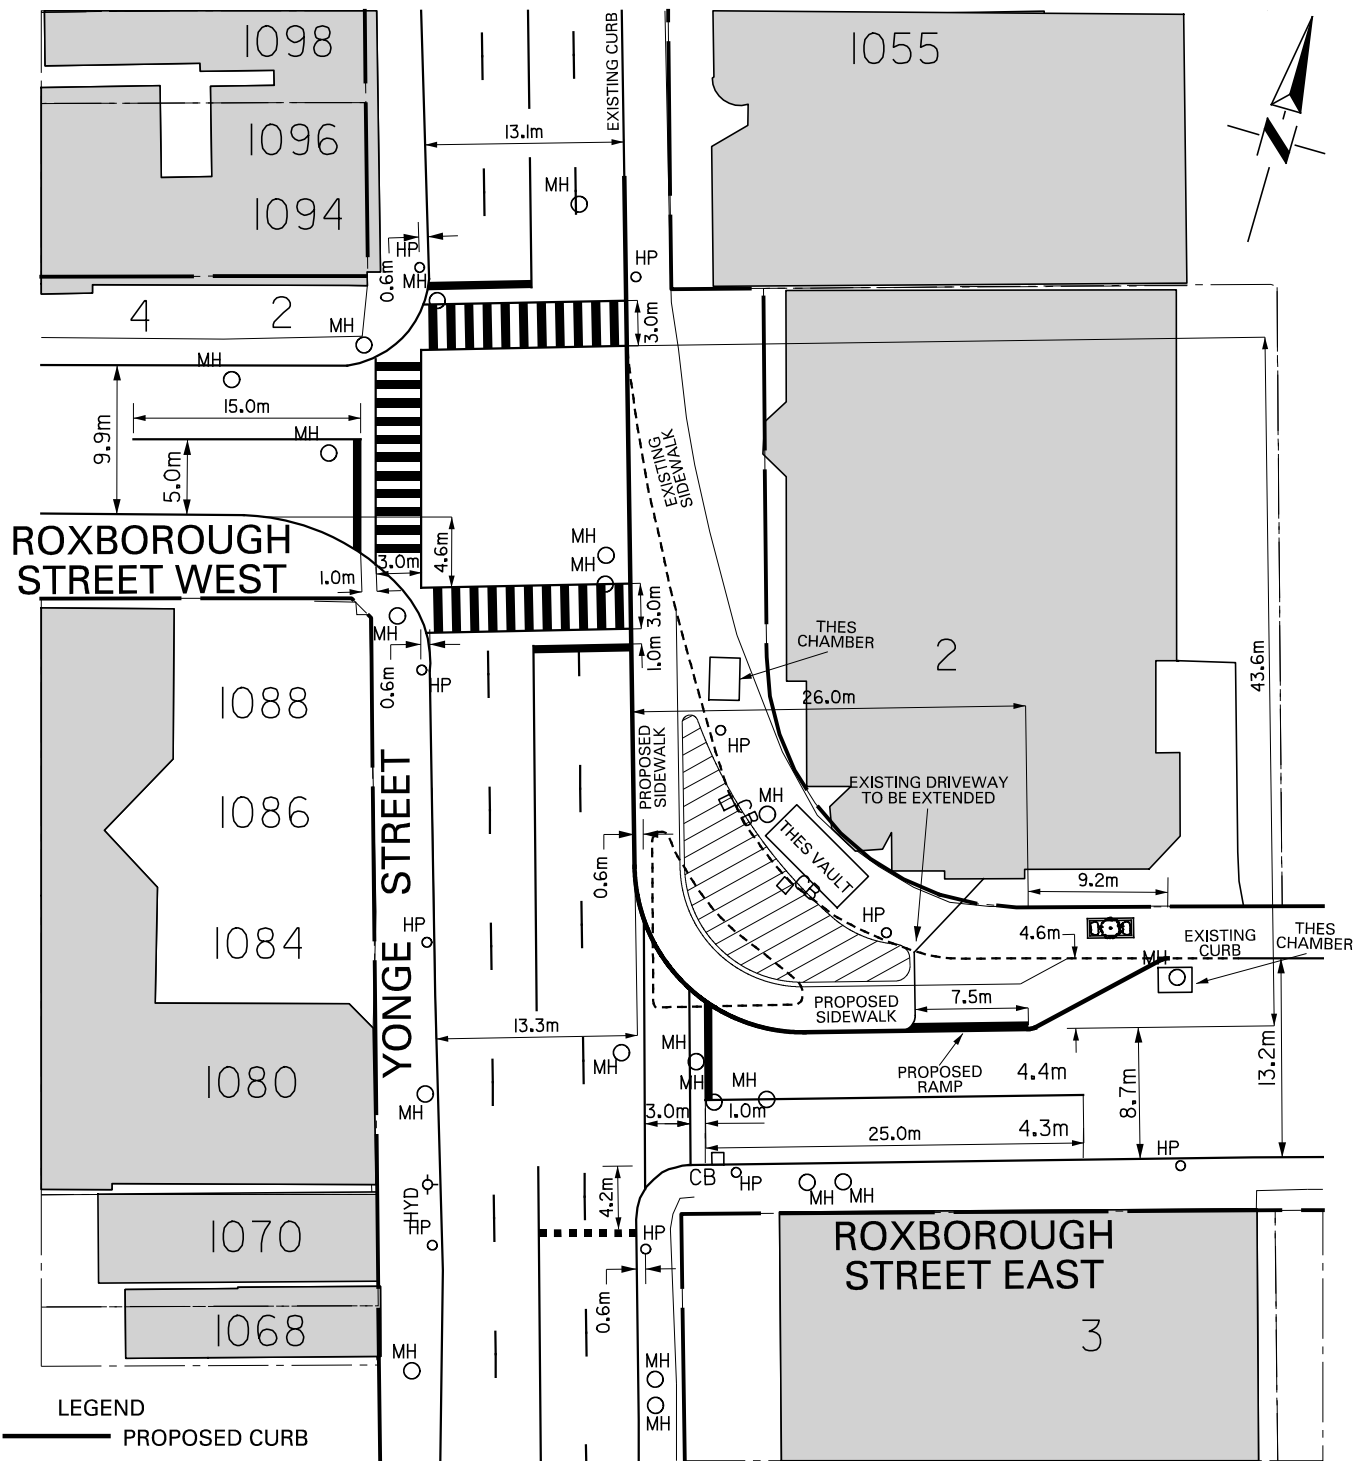 1098
1055
EXISTING CURB
1096
13.1m
MH
N
1094
HP
0.6m
MH
HP
4
2
MH
3.0m
MH
15.0m
9.9m
MH
5.0m
EXISTING
SIDEWALK
ROXBOROUGH
STREET WEST
MH
MH
4.6m
3.0m
1.0m
3.0m
MH
THES
CHAMBER
2
1.0m
43.6m
0.6m
HP
1088
26.0m
HP
PROPOSED
SIDEWALK
EXISTING DRIVEWAY
TO BE EXTENDED
1086
MH
CB
THES VAULT
YONGE STREET
0.6m
CB
9.2m
1084
HP
HP
4.6m
EXISTING
CURB
THES
CHAMBER
MH
PROPOSED
SIDEWALK
7.5m
13.3m
1080
MH
MH
MH
MH
PROPOSED
RAMP
4.4m
8.7m
13.2m
MH
3.0m
1.0m
25.0m
4.3m
HP
CB
HP
MH
MH
4.2m
HYD
HP
1070
HP
ROXBOROUGH
STREET EAST
0.6m
1068
3
MH
MH
MH
LEGEND
PROPOSED CURB